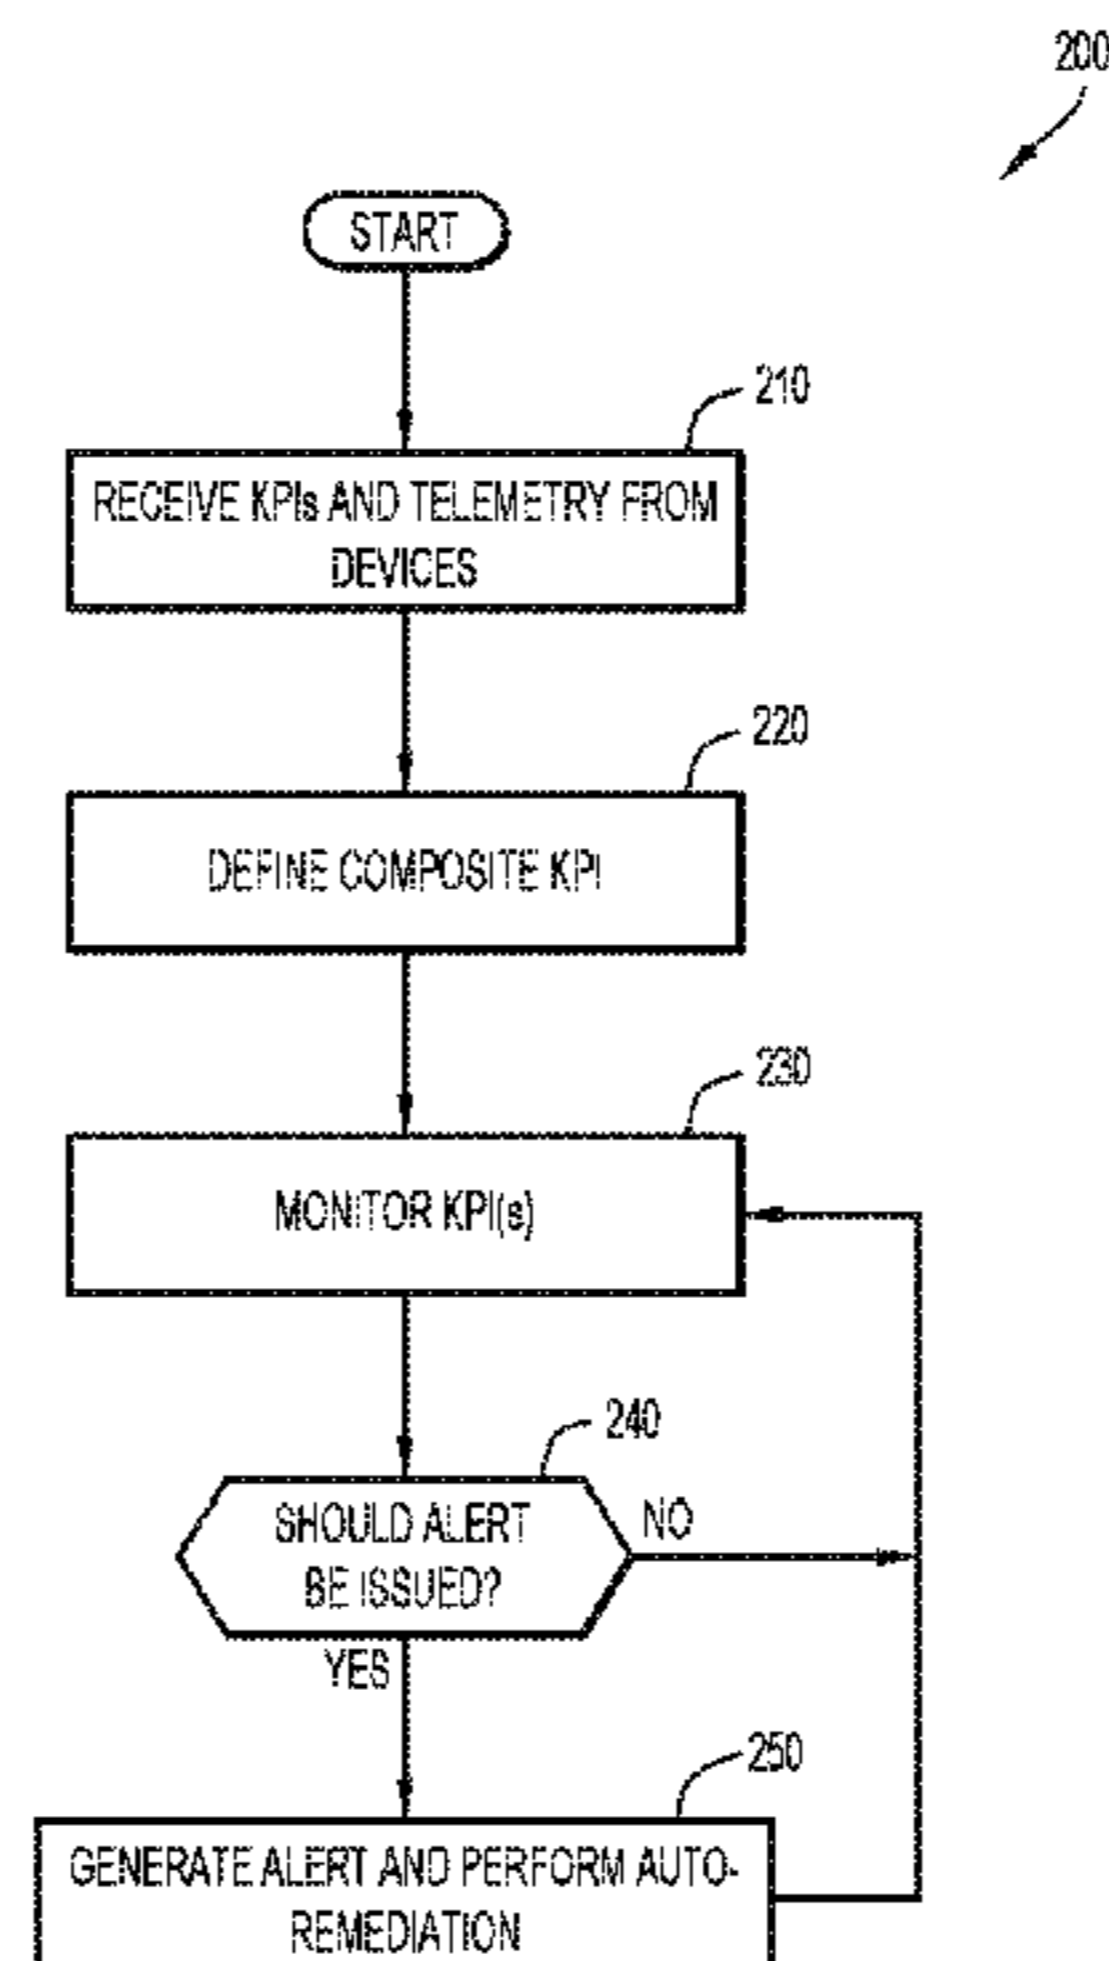 200
START
210
RECEIVE KPIs AND TELEMETRY FROM
DEVICES
220
DEFINE COMPOSITE KPI
230
MONITOR KPI(s)
240
SHOULD ALERT
BE ISSUED?
NO
YES
250
GENERATE ALERT AND PERFORM AUTO-
REMEDIATION